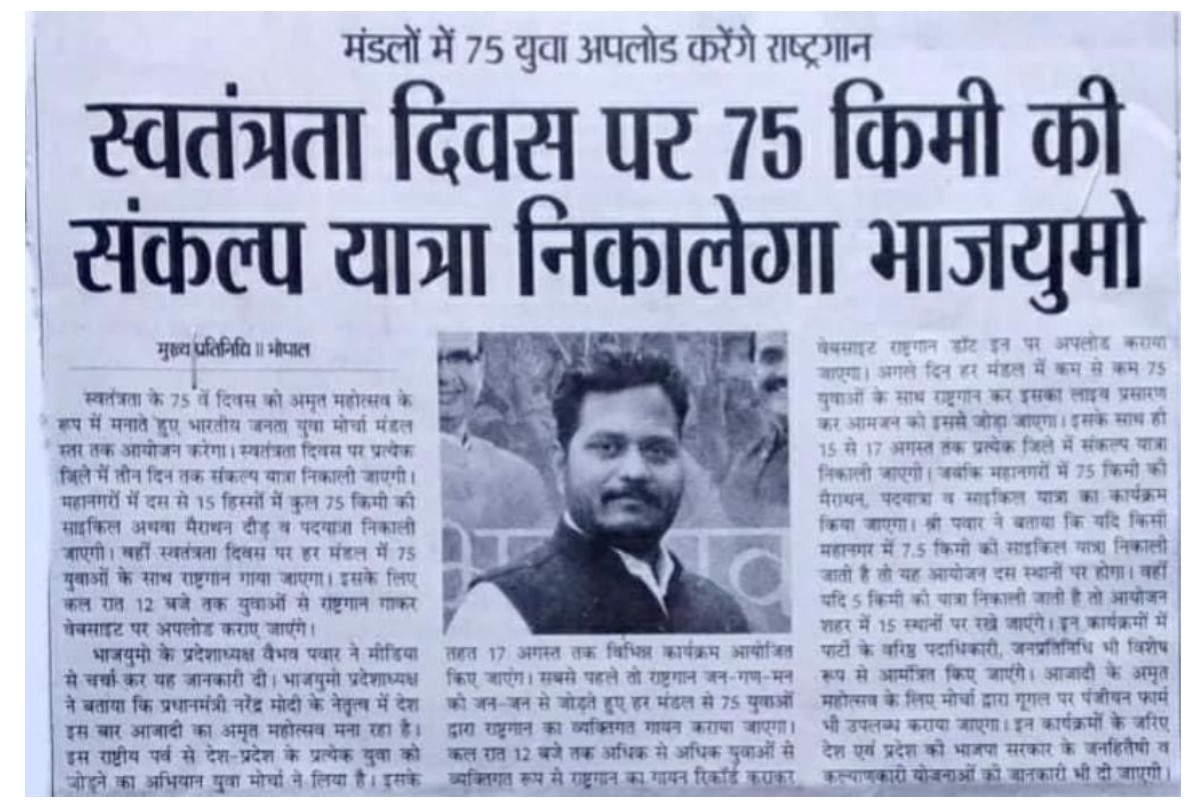 मंडलों में 75 युवा अपलोड करेंगे राष्ट्रगान
स्वतंत्रता दिवस पर 75 किमी की
संकल्प यात्रा निकालेगा भाजयुमो
मुख्य प्रतिनिधि ॥ भोपाल
स्वतंत्रता के 75 वें दिवस को अमृत महोत्सव के
रूप में मनाते हुए भारतीय जनता युवा मोर्चा मंडल
स्तर तक आयोजन करेगा। स्वतंत्रता दिवस पर प्रत्येक
जिले में तीन दिन तक संकल्प यात्रा निकाली जाएगी।
महानगरों में दस से 15 हिस्सों में कुल 75 किमी की
साइकिल अथवा मैराथन दौड़ व पदयात्रा निकाली
जाएगी। वहीं स्वतंत्रता दिवस पर हर मंडल में 75
युवाओं के साथ राष्ट्रगान गाया जाएगा। इसके लिए
कल रात 12 बजे तक युवाओं से राष्ट्रगान गाकर
वेबसाइट पर अपलोड कराए जाएंगे।
भाजयुमो के प्रदेशाध्यक्ष वैभव पवार ने मीडिया
से चर्चा कर यह जानकारी दी। भाजयुमो प्रदेशाध्यक्ष
ने बताया कि प्रधानमंत्री नरेंद्र मोदी के नेतृत्व में देश
इस बार आजादी का अमृत महोत्सव मना रहा है।
इस राष्ट्रीय पर्व से देश-प्रदेश के प्रत्येक युवा को
जोड़ने का अभियान युवा मोर्चा ने लिया है। इसके
तहत 17 अगस्त तक विभिन्न कार्यक्रम आयोजित
किए जाएंग। सबसे पहले तो राष्ट्रगान जन-गण-मन
को जन-जन से जोड़ते हुए हर मंडल से 75 युवाओं
द्वारा राष्ट्रगान का व्यक्तिगत गायन कराया जाएगा।
कल रात 12 बजे तक अधिक से अधिक युवाओं से
व्यक्तिगत रूप से राष्ट्रगान का गायन रिकॉर्ड कराकर
वेबसाइट राष्ट्रगान डॉट इन पर अपलोड कराया
जाएगा। अगले दिन हर मंडल में कम से कम 75
युवाओं के साथ राष्ट्रगान कर इसका लाइव प्रसारण
कर आमजन को इससे जोड़ा जाएगा। इसके साथ ही
15 से 17 अगस्त तक प्रत्येक जिले में संकल्प यात्रा
निकाली जाएगी। जबकि महानगरों में 75 किमी की
मैराथन, पदयात्रा व साइकिल यात्रा का कार्यक्रम
किया जाएगा। श्री पवार ने बताया कि यदि किसी
महानगर में 7.5 किमी की साइकिल यात्रा निकाली
जाती है तो यह आयोजन दस स्थानों पर होगा। वहीं
यदि 5 किमी की यात्रा निकाली जाती है तो आयोजन
शहर में 15 स्थानों पर रखे जाएंगे। इन कार्यक्रमों में
पार्टी के वरिष्ठ पदाधिकारी, जनप्रतिनिधि भी विशेष
रूप से आमंत्रित किए जाएंगे। आजादी के अमृत
महोत्सव के लिए मोर्चा द्वारा गूगल पर पंजीयन फार्म
भी उपलब्ध कराया जाएगा। इन कार्यक्रमों के जरिए
देश एवं प्रदेश की भाजपा सरकार के जनहितैषी व
कल्याणकारी योजनाओं की जानकारी भी दी जाएगी।